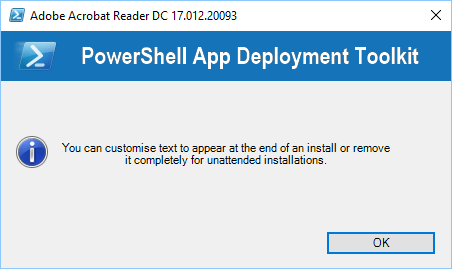 Adobe Acrobat Reader DC 17.012.20093
PowerShell App Deployment Toolkit
You can customise text to appear at the end of an install or remove
it completely for unattended installations.
OK